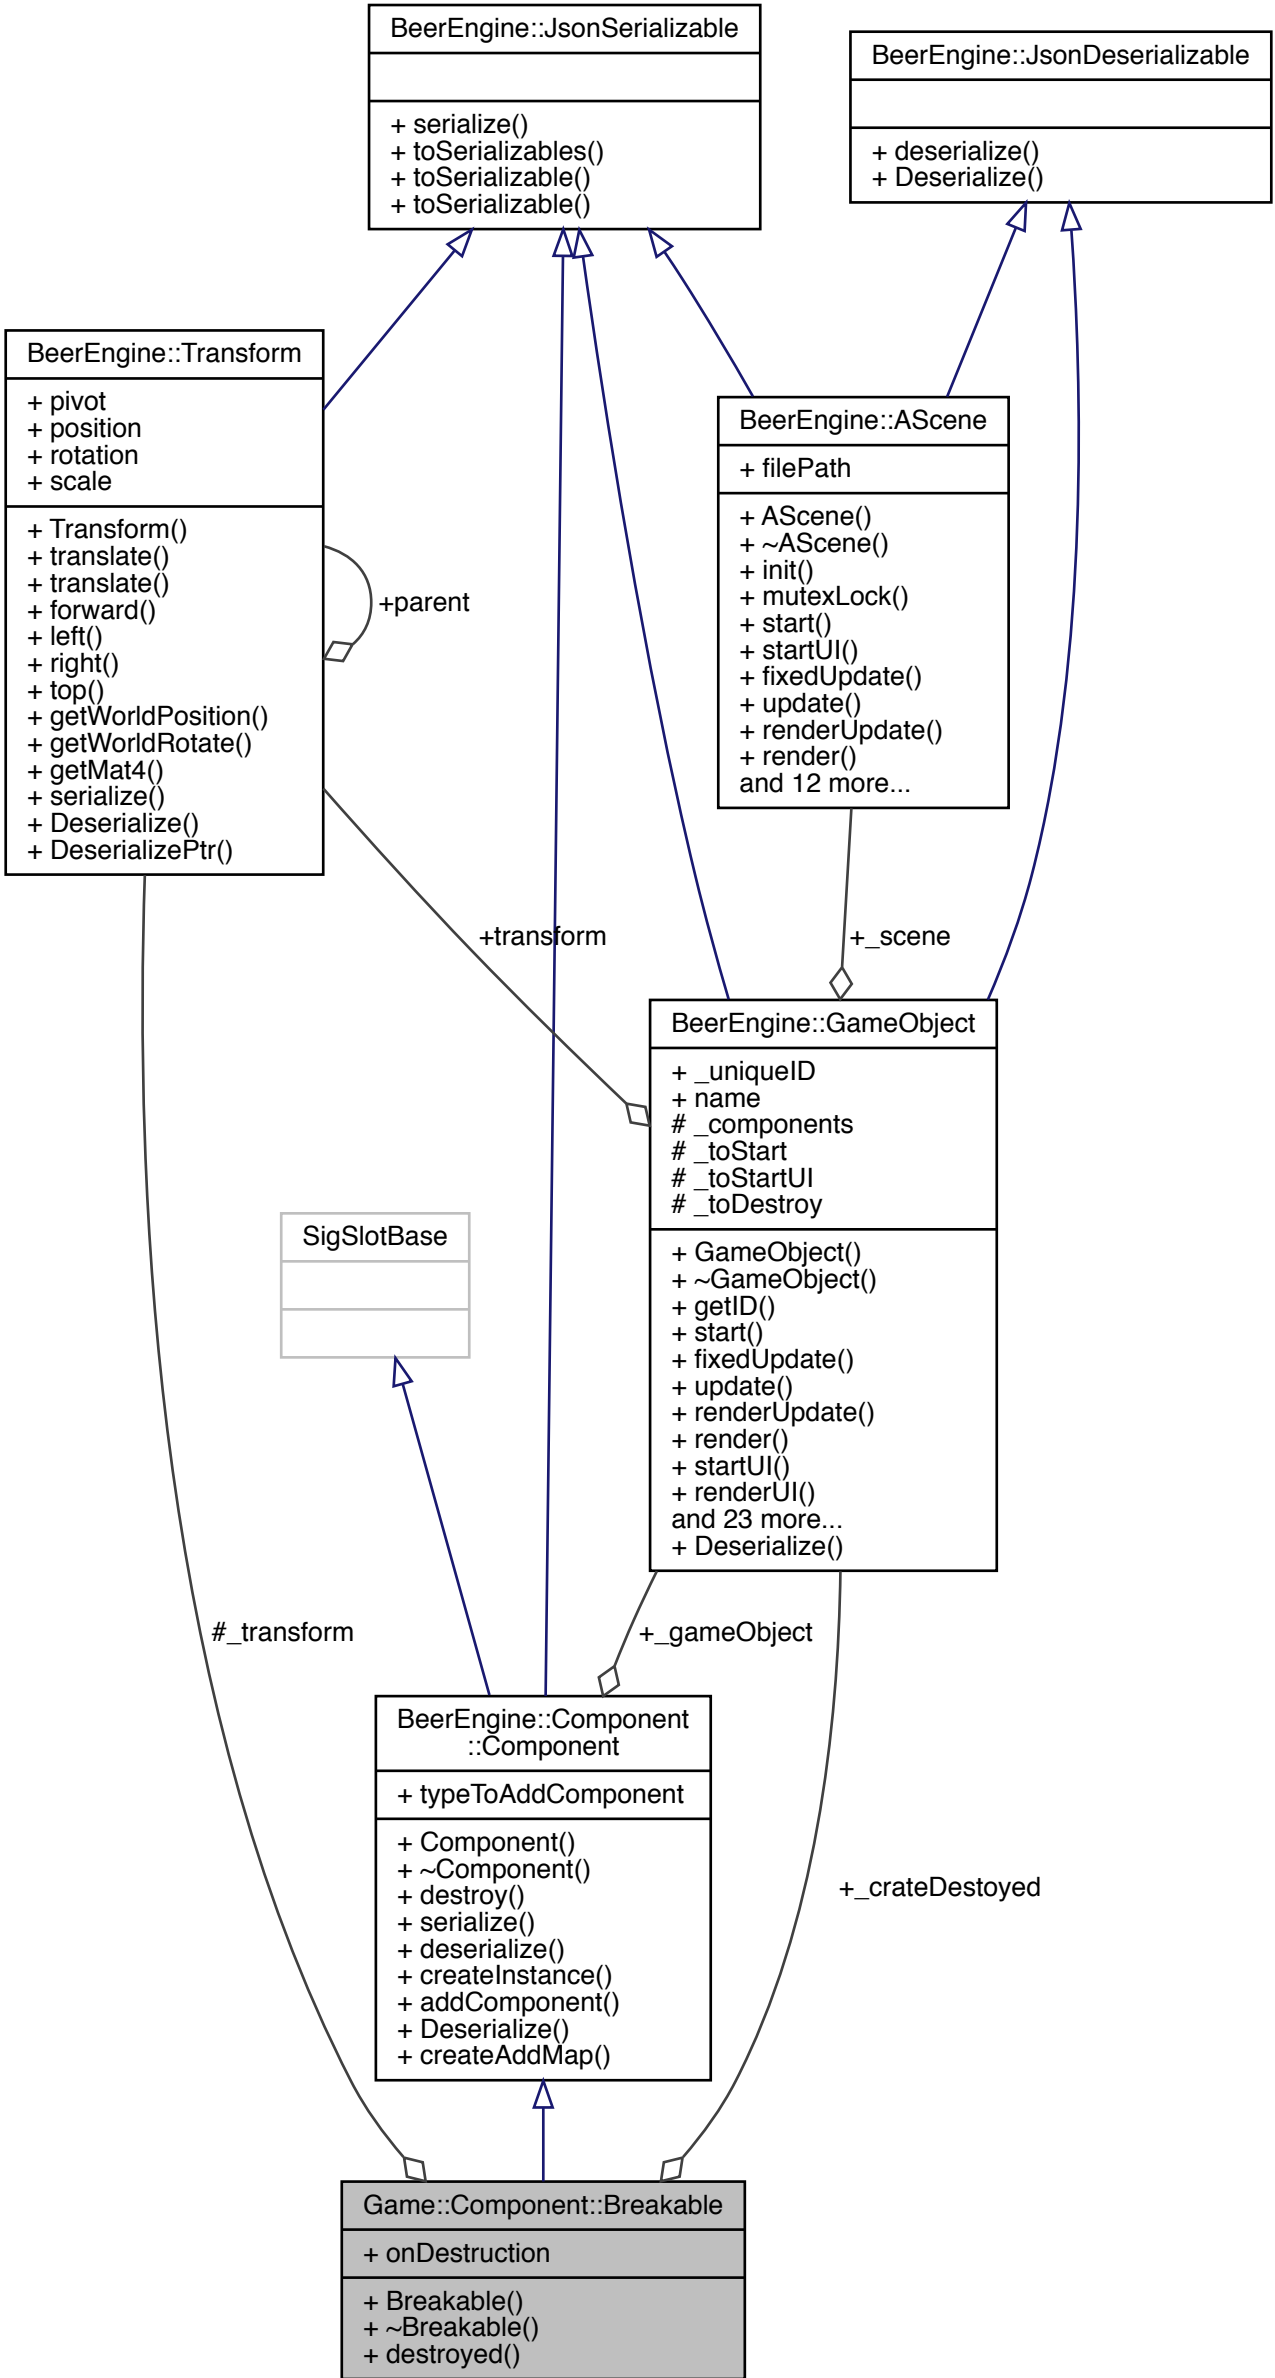 BeerEngine::JsonSerializable
+ serialize()
+ toSerializables()
+ toSerializable()
+ toSerializable()
BeerEngine::JsonDeserializable
+ deserialize()
+ Deserialize()
BeerEngine::Transform
+ pivot
+ position
+ rotation
+ scale
+ Transform()
+ translate()
+ translate()
+ forward()
+ left()
+ right()
+ top()
+ getWorldPosition()
+ getWorldRotate()
+ getMat4()
+ serialize()
+ Deserialize()
+ DeserializePtr()
+parent
BeerEngine::AScene
+ filePath
+ AScene()
+ ~AScene()
+ init()
+ mutexLock()
+ start()
+ startUI()
+ fixedUpdate()
+ update()
+ renderUpdate()
+ render()
and 12 more...
+transform
+_scene
BeerEngine::GameObject
+ _uniqueID
+ name
# _components
# _toStart
# _toStartUI
# _toDestroy
+ GameObject()
+ ~GameObject()
+ getID()
+ start()
+ fixedUpdate()
+ update()
+ renderUpdate()
+ render()
+ startUI()
+ renderUI()
and 23 more...
+ Deserialize()
SigSlotBase
#_transform
+_gameObject
BeerEngine::Component
::Component
+ typeToAddComponent
+ Component()
+ ~Component()
+ destroy()
+ serialize()
+ deserialize()
+ createInstance()
+ addComponent()
+ Deserialize()
+ createAddMap()
+_crateDestoyed
Game::Component::Breakable
+ onDestruction
+ Breakable()
+ ~Breakable()
+ destroyed()